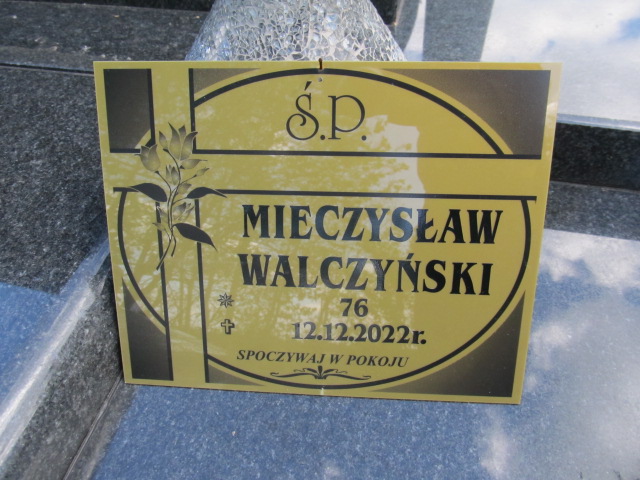 Ś.P.
MIECZYSŁAW
WALCZYŃSKI
76
12.12.2022r.
SPOCZYWAJ W POKOJU